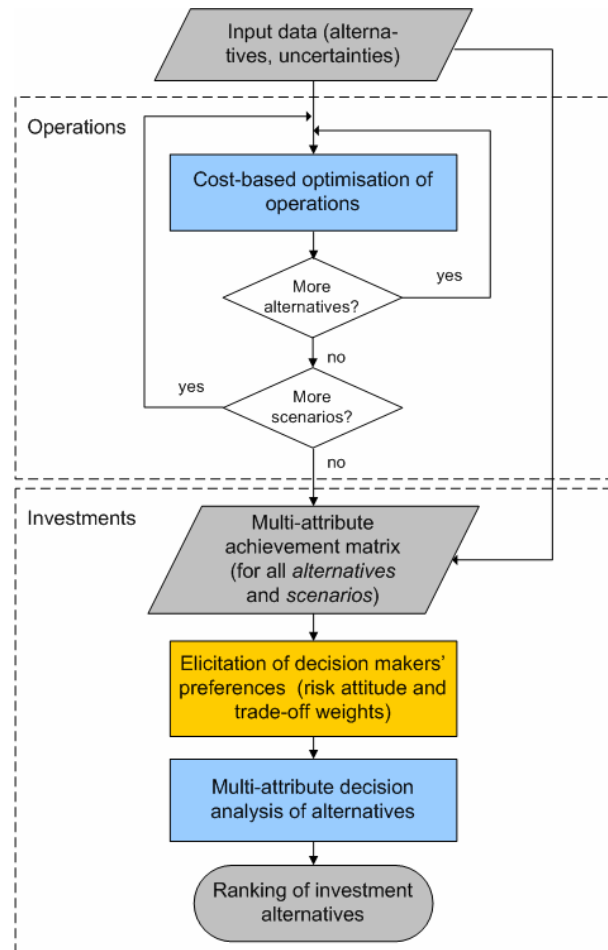 Input data (alterna-
tives, uncertainties)
Operations
Cost-based optimisation of
operations
More
alternatives?
yes
no
yes
More
scenarios?
no
Investments
Multi-attribute
achievement matrix
(for all alternatives
and scenarios)
Elicitation of decision makers'
preferences (risk attitude and
trade-off weights)
Multi-attribute decision
analysis of alternatives
Ranking of investment
alternatives